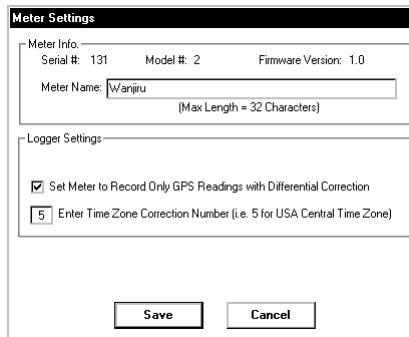 Meter Settings
Meter Info.
Serial #: 131 Model #: 2 Firmware Version: 1.0
Meter Name: Wanjiru
(Max Length = 32 Characters)
Logger Settings
Set Meter to Record Only GPS Readings with Differential Correction
5 Enter Time Zone Correction Number (i.e. 5 for USA Central Time Zone)
Save Cancel